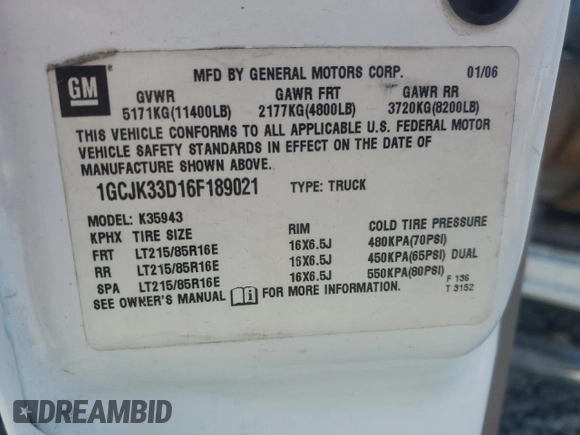 GM
MFD BY GENERAL MOTORS CORP. 01/06
GVWR GAWR FRT GAWR RR
5171KG(11400LB) 2177KG(4800LB) 3720KG(8200LB)
THIS VEHICLE CONFORMS TO ALL APPLICABLE U.S. FEDERAL MOTOR
VEHICLE SAFETY STANDARDS IN EFFECT ON THE DATE OF
MANUFACTURE SHOWN ABOVE.
1GCJK33D16F189021 TYPE: TRUCK
MODEL: K35943
KPHX TIRE SIZE RIM COLD TIRE PRESSURE
FRT LT215/85R16E 16X6.5J 480KPA(70PSI)
RR LT215/85R16E 16X6.5J 450KPA(65PSI) DUAL
SPA LT215/85R16E 16X6.5J 550KPA(80PSI)
SEE OWNER'S MANUAL i FOR MORE INFORMATION. F 136
T 3152
DREAMBID